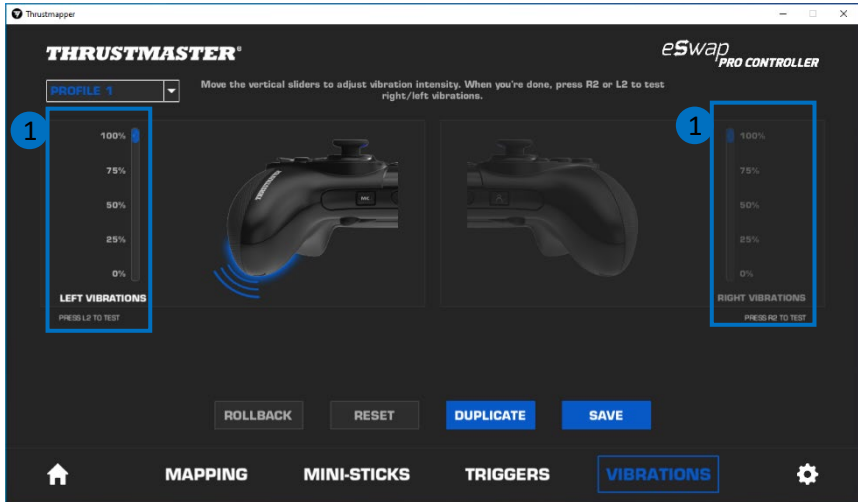 Thrustmapper
THRUSTMASTER®
eSwap
PRO CONTROLLER
PROFILE 1
Move the vertical sliders to adjust vibration intensity. When you're done, press R2 or L2 to test
right/left vibrations.
1
100%
75%
50%
25%
0%
LEFT VIBRATIONS
PRESS L2 TO TEST
THRUSTMASTER
MK
1
100%
75%
50%
25%
0%
RIGHT VIBRATIONS
PRESS R2 TO TEST
ROLLBACK
RESET
DUPLICATE
SAVE
MAPPING
MINI-STICKS
TRIGGERS
VIBRATIONS